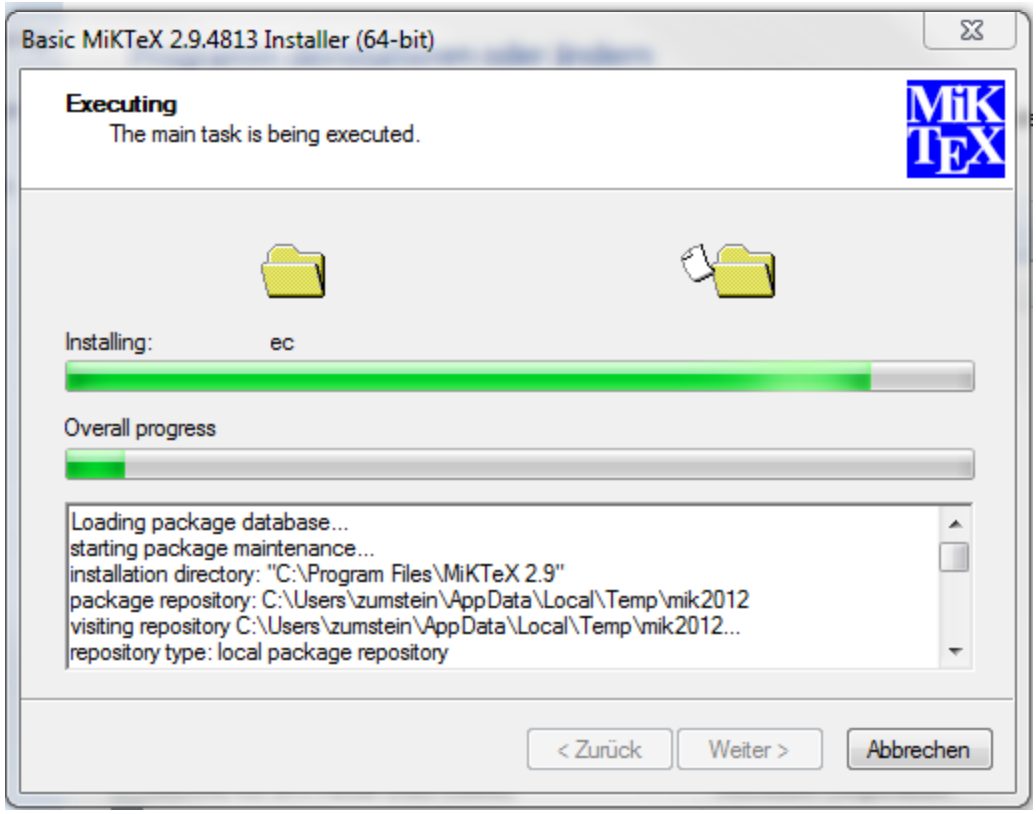 Basic MiKTeX 2.9.4813 Installer (64-bit)
Executing
The main task is being executed.
MiK
TEX
Installing: ec
Overall progress
Loading package database...
starting package maintenance...
installation directory: "C:\Program Files\MiKTeX 2.9"
package repository: C:\Users\zumstein\AppData\Local\Temp\mik2012
visiting repository C:\Users\zumstein\AppData\Local\Temp\mik2012...
repository type: local package repository
< Zurück Weiter > Abbrechen